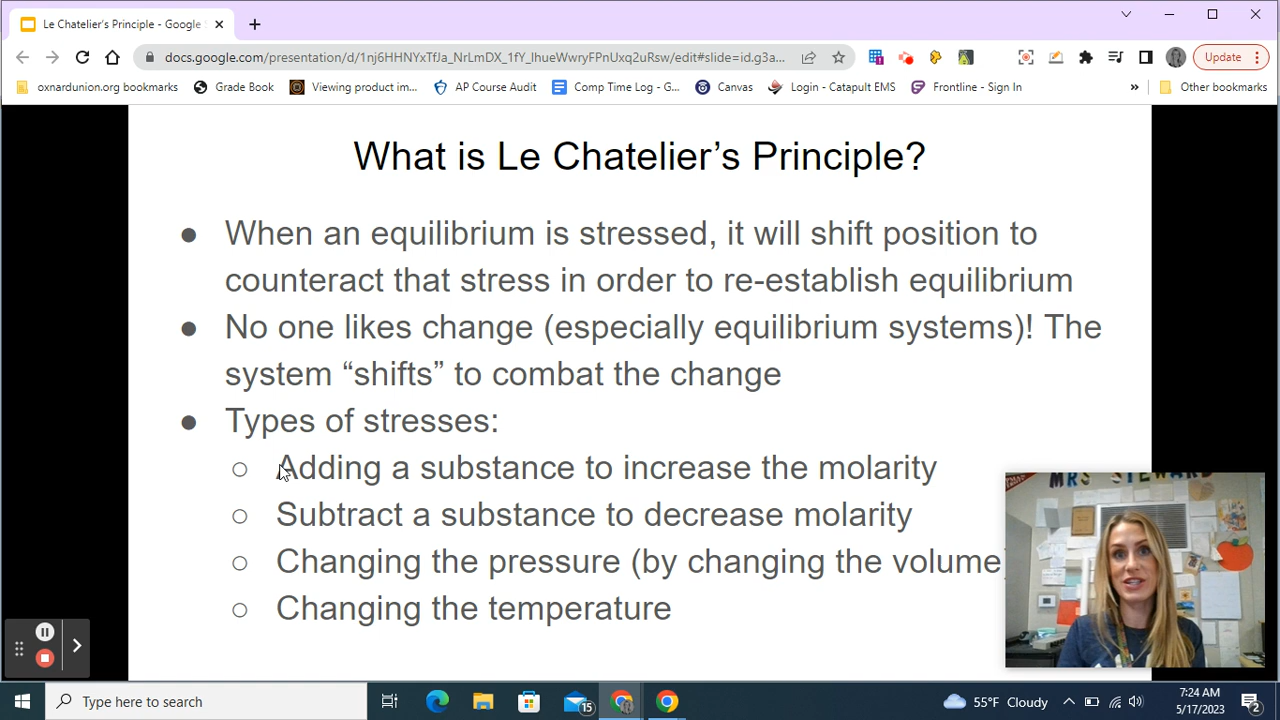 Le Chatelier's Principle - Google
docs.google.com/presentation/d/1nj6HHNYxTfJa_NrLmDX_1fY_IhueWwryFPnUxq2uRsw/edit#slide=id.g3a...
Update
oxnardunion.org bookmarks
Grade Book
Viewing product im...
AP Course Audit
Comp Time Log - G...
Canvas
Login - Catapult EMS
Frontline - Sign In
»
Other bookmarks
What is Le Chatelier’s Principle?
● When an equilibrium is stressed, it will shift position to
counteract that stress in order to re-establish equilibrium
● No one likes change (especially equilibrium systems)! The
system “shifts” to combat the change
● Types of stresses:
○ Adding a substance to increase the molarity
○ Subtract a substance to decrease molarity
○ Changing the pressure (by changing the volume)
○ Changing the temperature
MRS STEWAR
Type here to search
15
55°F Cloudy
7:24 AM
5/17/2023
2